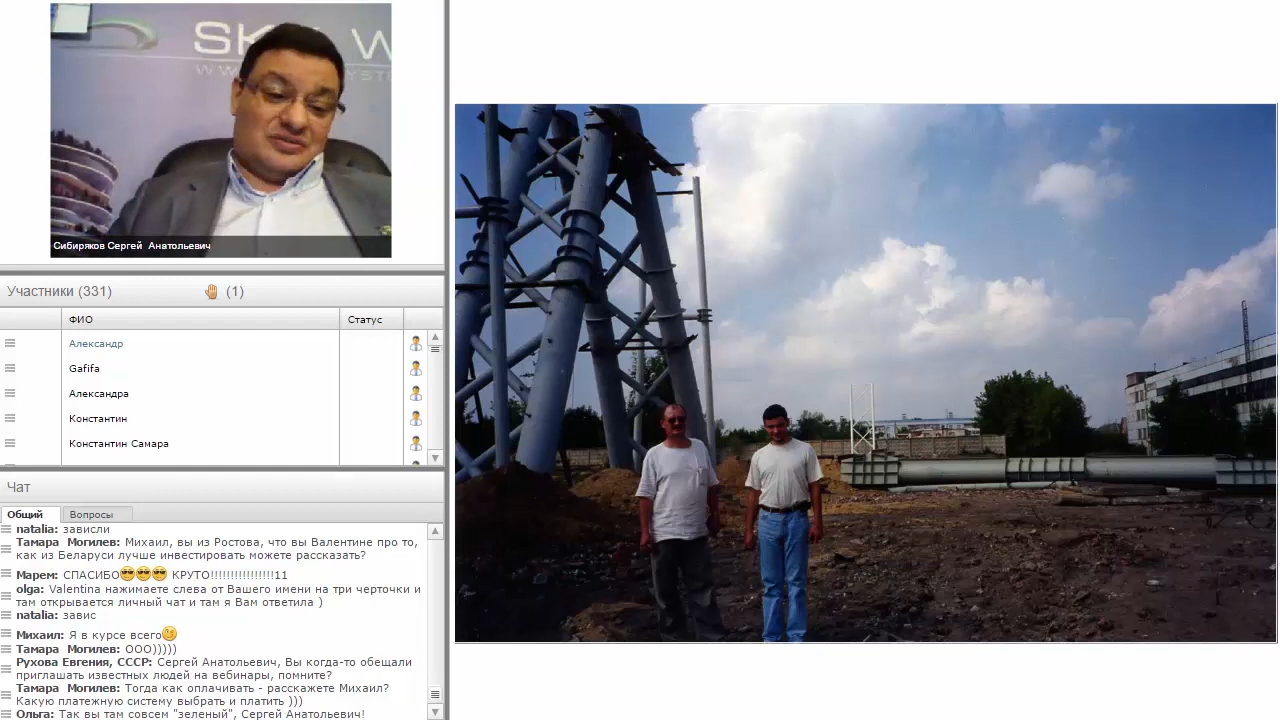 SK W
WW
YST
Сибиряков Сергей Анатольевич
Участники (331)
(1)
ФИО
Статус
Александр
Gafifa
Александра
Константин
Константин Самара
Чат
Общий
Вопросы
natalia: зависли
Тамара Могилев: Михаил, вы из Ростова, что вы Валентине про то,
как из Беларуси лучше инвестировать можете рассказать?
Марем: СПАСИБО КРУТО!!!!!!!!!!!!!!!!11
olga: Valentina нажимаете слева от Вашего имени на три черточки и
там открывается личный чат и там я Вам ответила )
natalia: завис
Михаил: Я в курсе всего
Тамара Могилев: ООО)))))
Рухова Евгения, СССР: Сергей Анатольевич, Вы когда-то обещали
приглашать известных людей на вебинары, помните?
Тамара Могилев: Тогда как оплачивать - расскажете Михаил?
Какую платежную систему выбрать и платить )))
Ольга: Так вы там совсем "зеленый", Сергей Анатольевич!